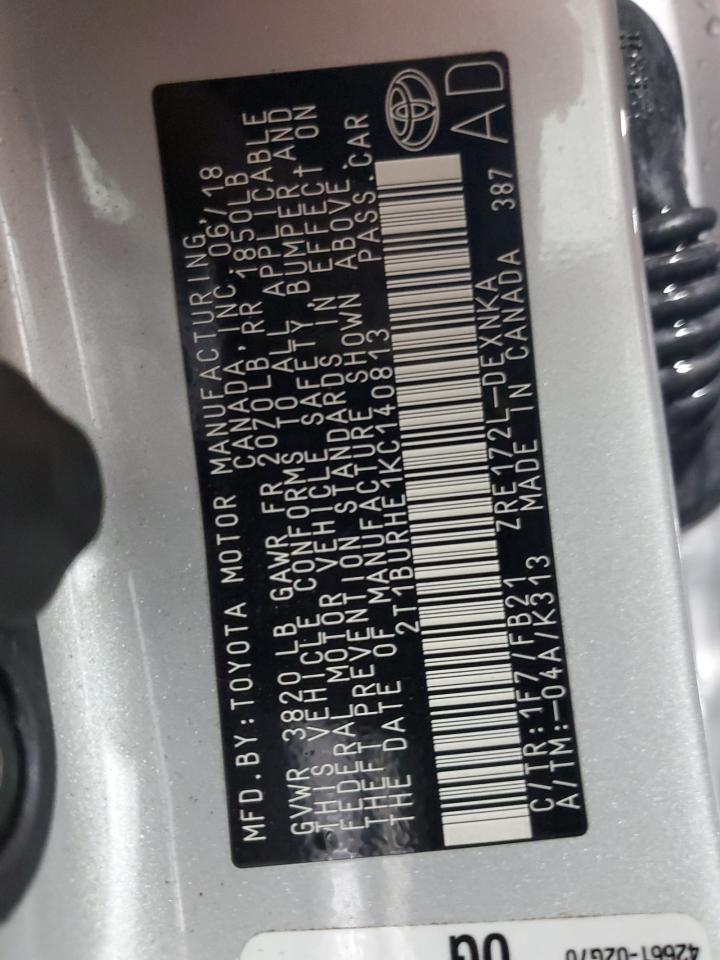 MFD.BY:TOYOTA MOTOR MANUFACTURING,
CANADA,INC.06/18
GVWR 3820 LB GAWR FR 2070LB,RR 1850LB
THIS VEHICLE CONFORMS TO ALL APPLICABLE
FEDERAL MOTOR VEHICLE SAFETY,BUMPER,AND
THEFT PREVENTION STANDARDS IN EFFECT ON
THE DATE OF MANUFACTURE SHOWN ABOVE.
2T1BURHE1KC140813 PASS.CAR
C/TR:1F7/FB21 ZRE172L-DEXNKA 387
A/TM:-04A/K313 MADE IN CANADA
AD
42661-02G70